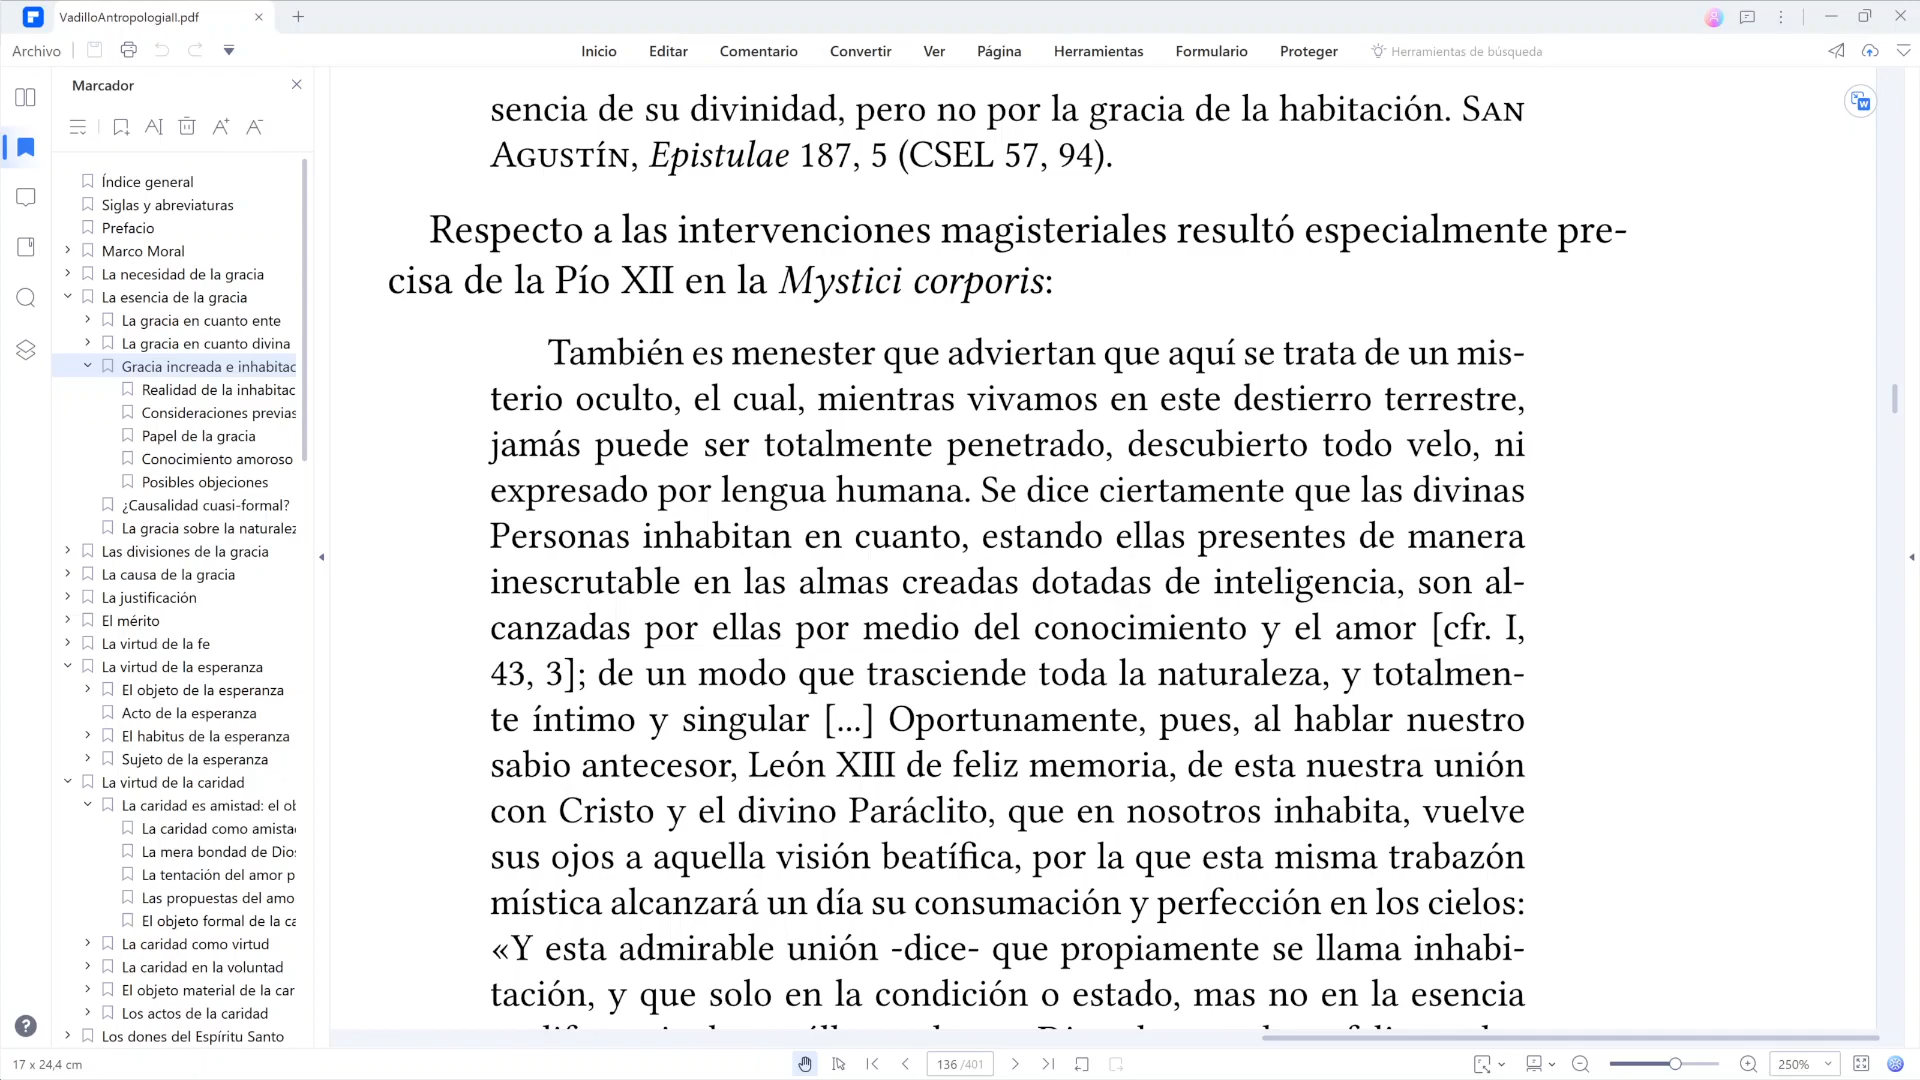 VadilloAntropologiaII.pdf
Archivo
Inicio
Editar
Comentario
Convertir
Ver
Página
Herramientas
Formulario
Proteger
Herramientas de búsqueda
Marcador
Índice general
Siglas y abreviaturas
Prefacio
Marco Moral
La necesidad de la gracia
La esencia de la gracia
La gracia en cuanto ente
La gracia en cuanto divina
Gracia increada e inhabitac
Realidad de la inhabitac
Consideraciones previas
Papel de la gracia
Conocimiento amoroso
Posibles objeciones
¿Causalidad cuasi-formal?
La gracia sobre la naturalez
Las divisiones de la gracia
La causa de la gracia
La justificación
El mérito
La virtud de la fe
La virtud de la esperanza
El objeto de la esperanza
Acto de la esperanza
El habitus de la esperanza
Sujeto de la esperanza
La virtud de la caridad
La caridad es amistad: el ob
La caridad como amista
La mera bondad de Dio
La tentación del amor p
Las propuestas del amo
El objeto formal de la ca
La caridad como virtud
La caridad en la voluntad
El objeto material de la car
Los actos de la caridad
Los dones del Espíritu Santo
sencia de su divinidad, pero no por la gracia de la habitación. SAN
AGUSTÍN, Epistulae 187, 5 (CSEL 57, 94).
Respecto a las intervenciones magisteriales resultó especialmente pre-
cisa de la Pío XII en la Mystici corporis:
También es menester que adviertan que aquí se trata de un mis-
terio oculto, el cual, mientras vivamos en este destierro terrestre,
jamás puede ser totalmente penetrado, descubierto todo velo, ni
expresado por lengua humana. Se dice ciertamente que las divinas
Personas inhabitan en cuanto, estando ellas presentes de manera
inescrutable en las almas creadas dotadas de inteligencia, son al-
canzadas por ellas por medio del conocimiento y el amor [cfr. I,
43, 3]; de un modo que trasciende toda la naturaleza, y totalmen-
te íntimo y singular [...] Oportunamente, pues, al hablar nuestro
sabio antecesor, León XIII de feliz memoria, de esta nuestra unión
con Cristo y el divino Paráclito, que en nosotros inhabita, vuelve
sus ojos a aquella visión beatífica, por la que esta misma trabazón
mística alcanzará un día su consumación y perfección en los cielos:
«Y esta admirable unión -dice- que propiamente se llama inhabi-
tación, y que solo en la condición o estado, mas no en la esencia
17 x 24,4 cm
136 /401
250%